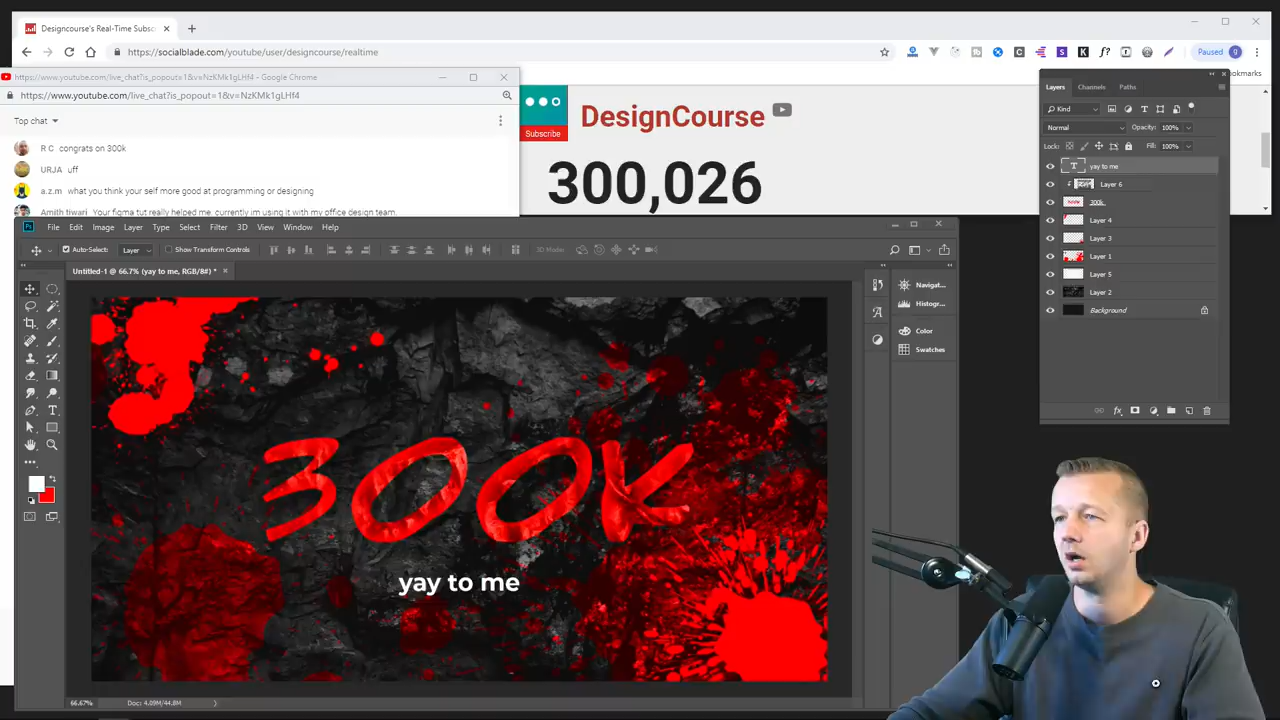 Designcourse's Real-Time Subsc
https://socialblade.com/youtube/user/designcourse/realtime
Paused
g
https://www.youtube.com/live_chat?is_popout=1&v=NzKMk1gLHf4 - Google Chrome
okmarks
https://www.youtube.com/live_chat?is_popout=1&v=NzKMk1gLHf4
Top chat
R C congrats on 300k
URJA uff
a.z.m what you think your self more good at programming or designing
Amith tiwari Your figma tut really helped me. currently im using it with my office design team.
Subscribe
DesignCourse
300,026
Ps
File Edit Image Layer Type Select Filter 3D View Window Help
Auto-Select: Layer Show Transform Controls 3D Mode:
Untitled-1 @ 66.7% (yay to me, RGB/8#) *
300K
yay to me
66.67% Doc: 4.09M/44.8M
Navigat...
Histogr...
Color
Swatches
Layers Channels Paths
Kind
Normal Opacity: 100%
Lock: Fill: 100%
yay to me
Layer 6
300k
Layer 4
Layer 3
Layer 1
Layer 5
Layer 2
Background
fx